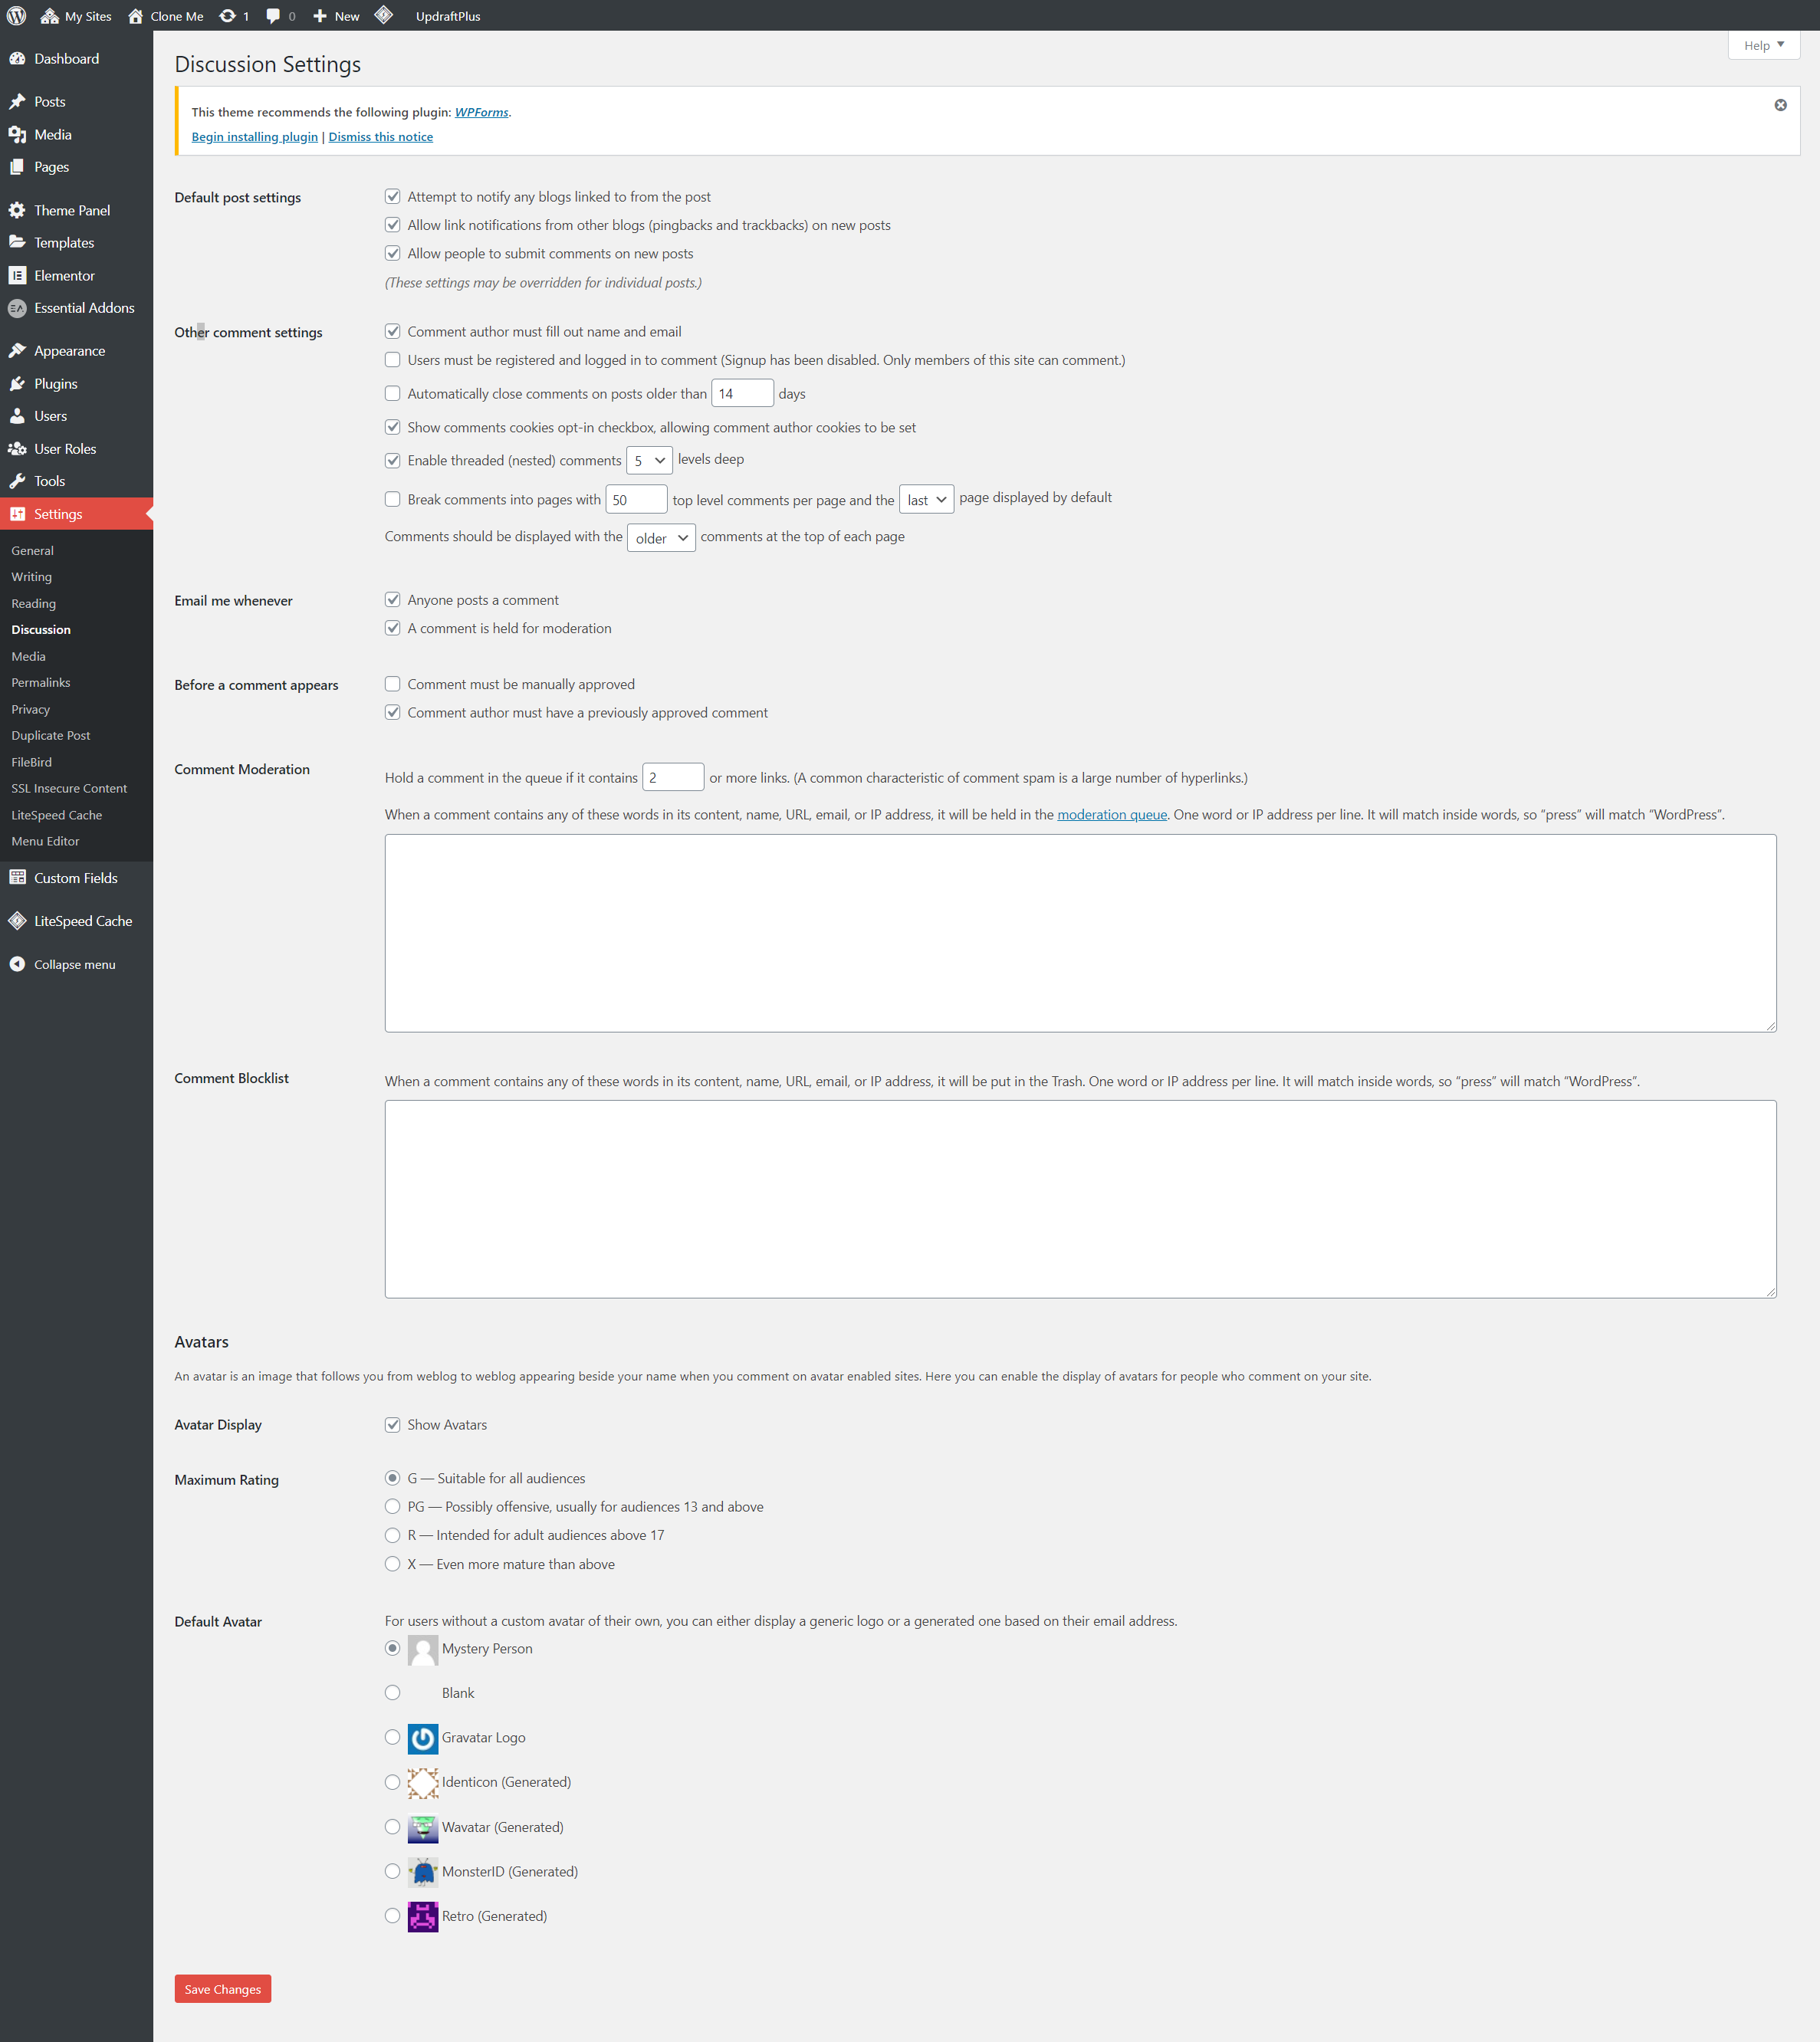 My Sites Clone Me 1 0 New UpdraftPlus
Help
Dashboard
Posts
Media
Pages
Theme Panel
Templates
Elementor
Essential Addons
Appearance
Plugins
Users
User Roles
Tools
Settings
General
Writing
Reading
Discussion
Media
Permalinks
Privacy
Duplicate Post
FileBird
SSL Insecure Content
LiteSpeed Cache
Menu Editor
Custom Fields
LiteSpeed Cache
Collapse menu
Discussion Settings
This theme recommends the following plugin: WPForms.
Begin installing plugin | Dismiss this notice
Default post settings
Attempt to notify any blogs linked to from the post
Allow link notifications from other blogs (pingbacks and trackbacks) on new posts
Allow people to submit comments on new posts
(These settings may be overridden for individual posts.)
Other comment settings
Comment author must fill out name and email
Users must be registered and logged in to comment (Signup has been disabled. Only members of this site can comment.)
Automatically close comments on posts older than 14 days
Show comments cookies opt-in checkbox, allowing comment author cookies to be set
Enable threaded (nested) comments 5 levels deep
Break comments into pages with 50 top level comments per page and the last page displayed by default
Comments should be displayed with the older comments at the top of each page
Email me whenever
Anyone posts a comment
A comment is held for moderation
Before a comment appears
Comment must be manually approved
Comment author must have a previously approved comment
Comment Moderation
Hold a comment in the queue if it contains 2 or more links. (A common characteristic of comment spam is a large number of hyperlinks.)
When a comment contains any of these words in its content, name, URL, email, or IP address, it will be held in the moderation queue. One word or IP address per line. It will match inside words, so “press” will match “WordPress”.
Comment Blocklist
When a comment contains any of these words in its content, name, URL, email, or IP address, it will be put in the Trash. One word or IP address per line. It will match inside words, so “press” will match “WordPress”.
Avatars
An avatar is an image that follows you from weblog to weblog appearing beside your name when you comment on avatar enabled sites. Here you can enable the display of avatars for people who comment on your site.
Avatar Display
Show Avatars
Maximum Rating
G — Suitable for all audiences
PG — Possibly offensive, usually for audiences 13 and above
R — Intended for adult audiences above 17
X — Even more mature than above
Default Avatar
For users without a custom avatar of their own, you can either display a generic logo or a generated one based on their email address.
Mystery Person
Blank
Gravatar Logo
Identicon (Generated)
Wavatar (Generated)
MonsterID (Generated)
Retro (Generated)
Save Changes